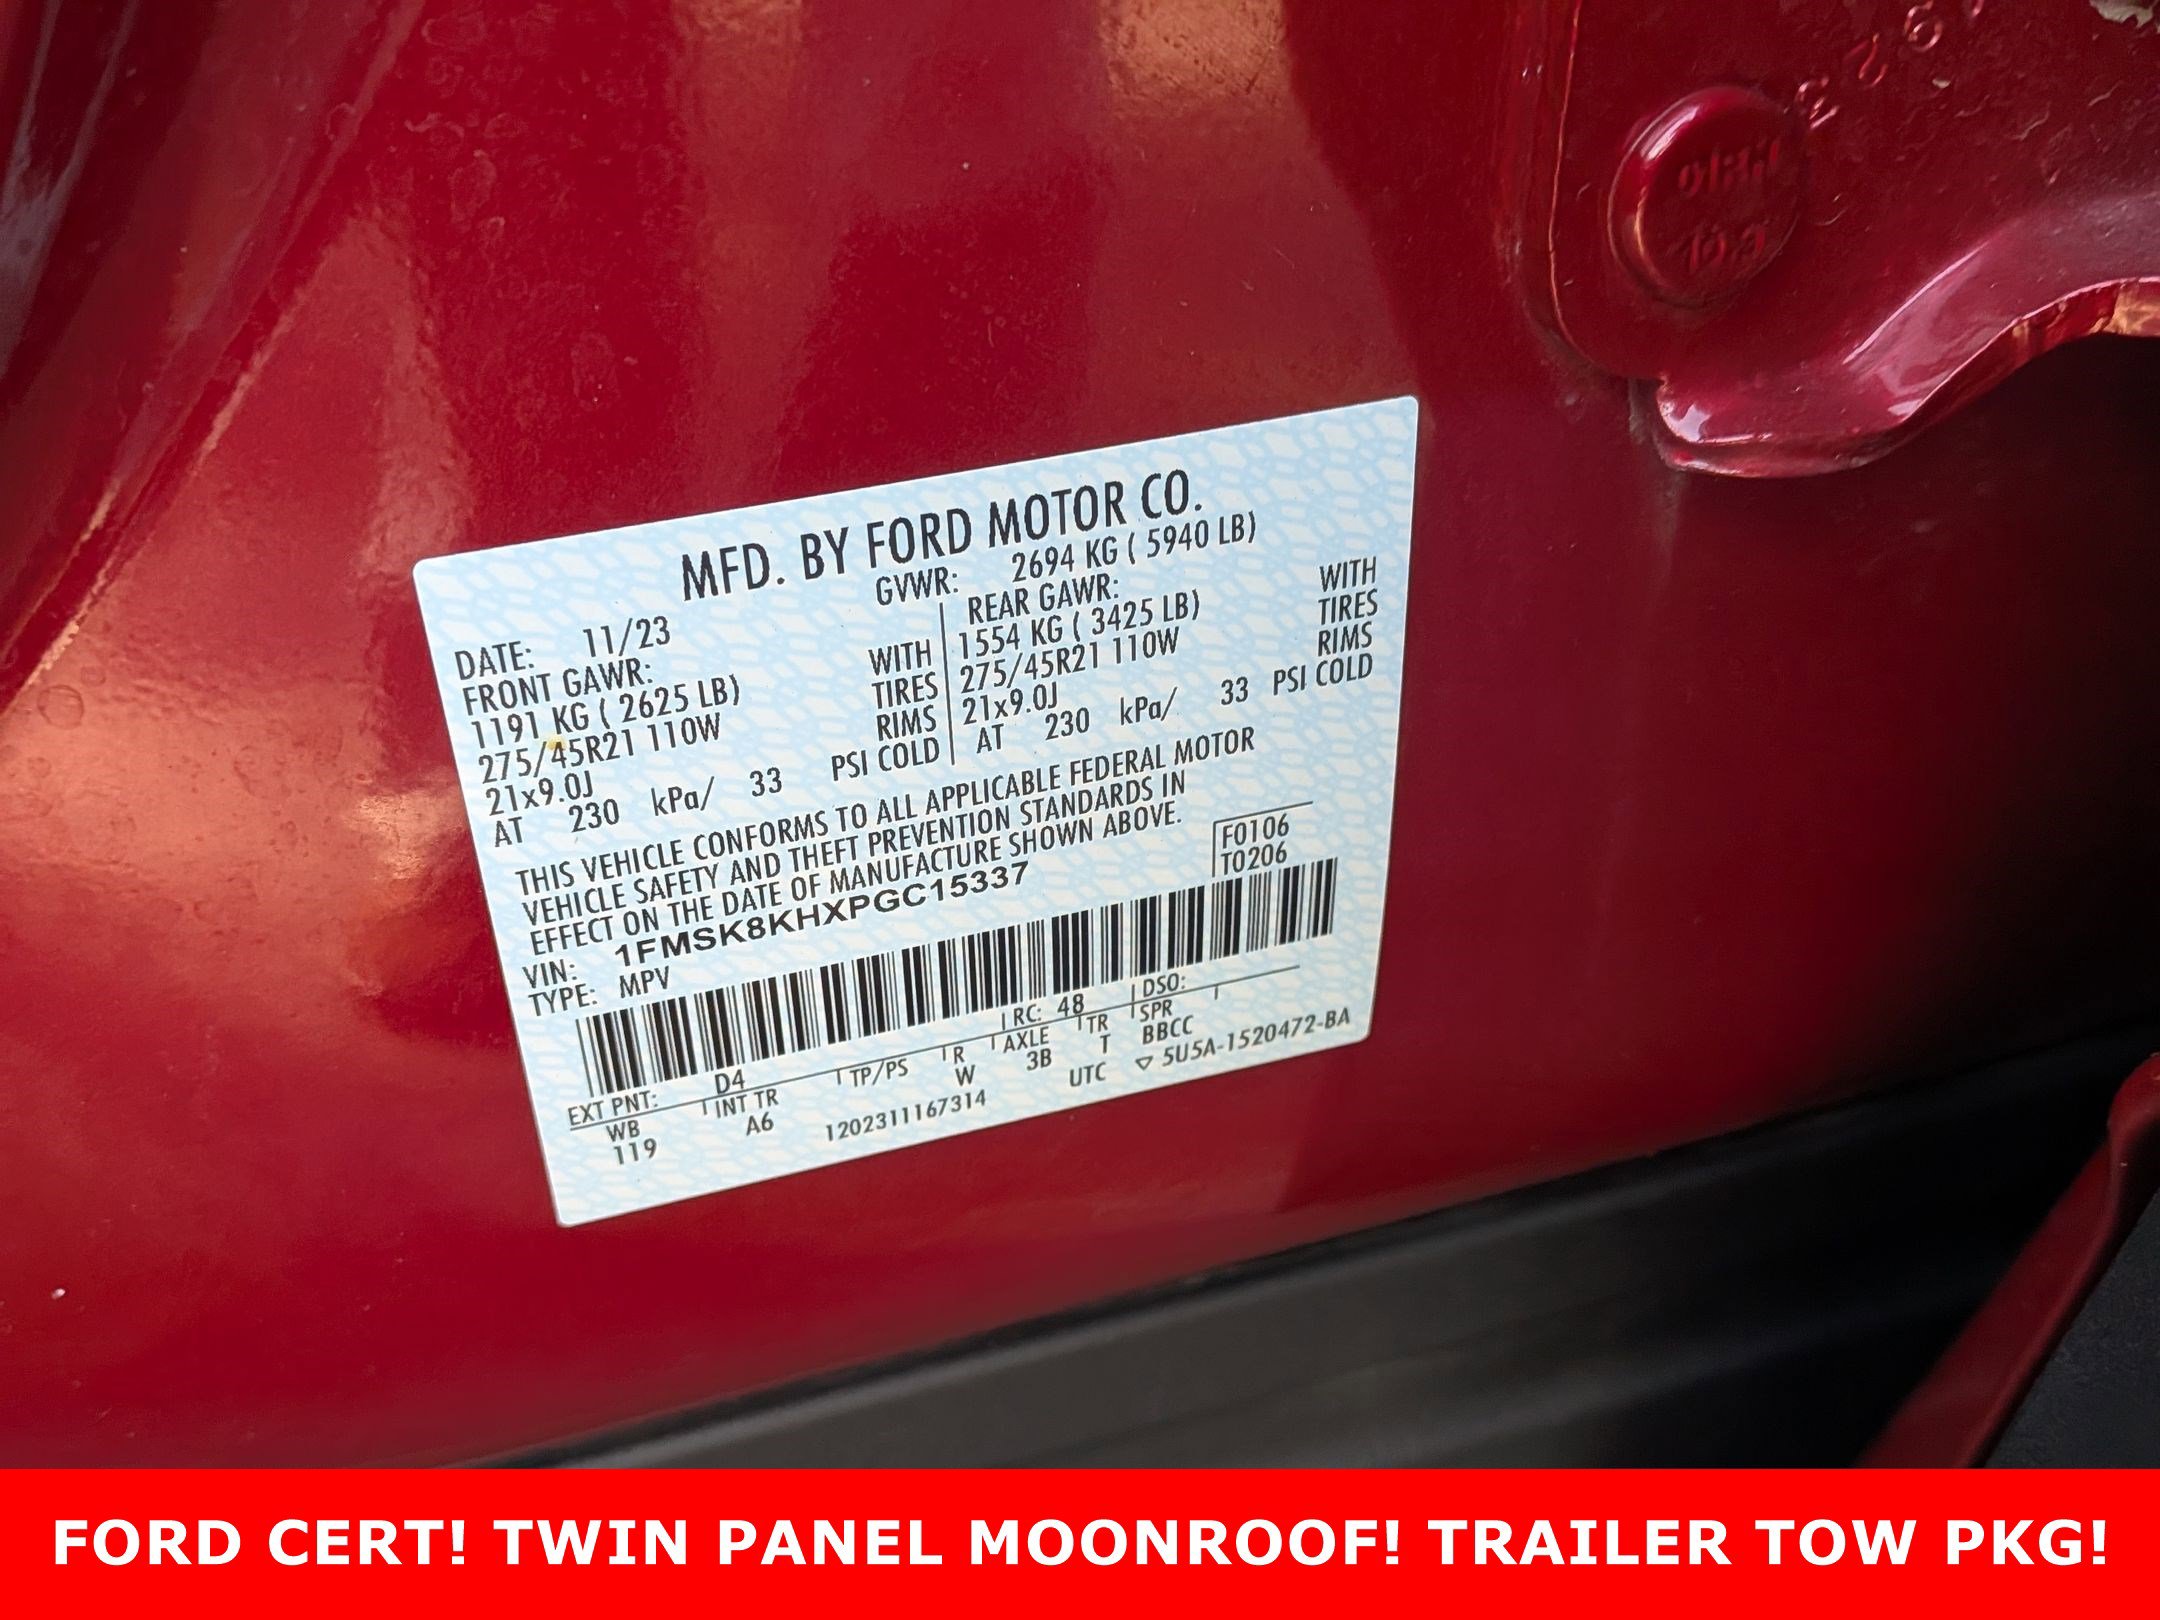 MFD. BY FORD MOTOR CO.
DATE: 11/23 GVWR: 2694 KG ( 5940 LB)
FRONT GAWR:
1191 KG ( 2625 LB) WITH
275/45R21 110W TIRES
21x9.0J RIMS
AT 230 kPa/ 33 PSI COLD
REAR GAWR:
1554 KG ( 3425 LB) WITH
275/45R21 110W TIRES
21x9.0J RIMS
AT 230 kPa/ 33 PSI COLD
THIS VEHICLE CONFORMS TO ALL APPLICABLE FEDERAL MOTOR
VEHICLE SAFETY AND THEFT PREVENTION STANDARDS IN
EFFECT ON THE DATE OF MANUFACTURE SHOWN ABOVE.
F0106
T0206
VIN: 1FMSK8KHXPGC15337
TYPE: MPV
EXT PNT: D4 RC: 48 DSO:
WB INT TR TP/PS R AXLE TR SPR
119 A6 W 3B T BBCC
1202311167314 UTC ▽ 5U5A-1520472-BA
FORD CERT! TWIN PANEL MOONROOF! TRAILER TOW PKG!